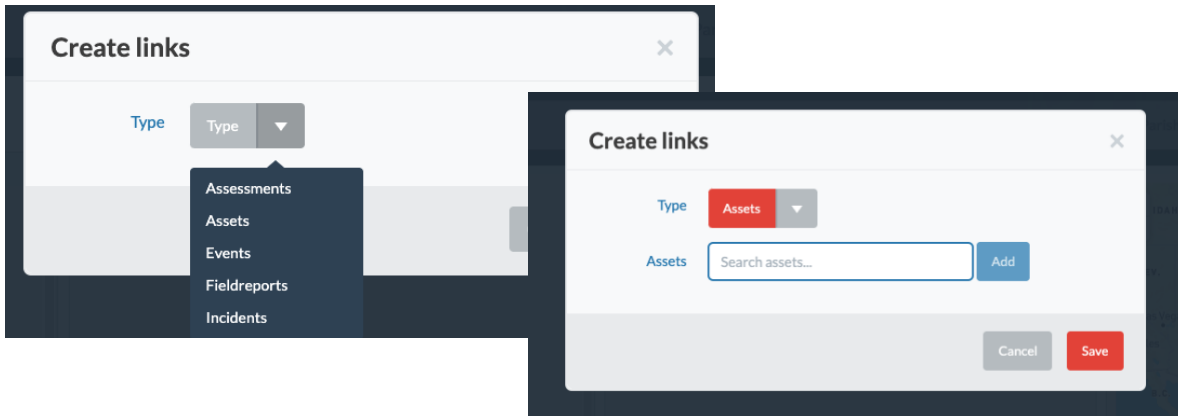 Create links
Type Type
Assessments
Assets
Events
Fieldreports
Incidents
Create links
Type Assets
Assets Search assets... Add
Cancel Save